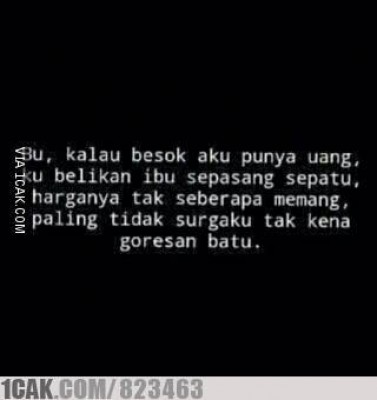 Bu, kalau besok aku punya uang,
ku belikan ibu sepasang sepatu,
harganya tak seberapa memang,
paling tidak surgaku tak kena
goresan batu.
VIA 1CAK.COM
1CAK.COM/823463